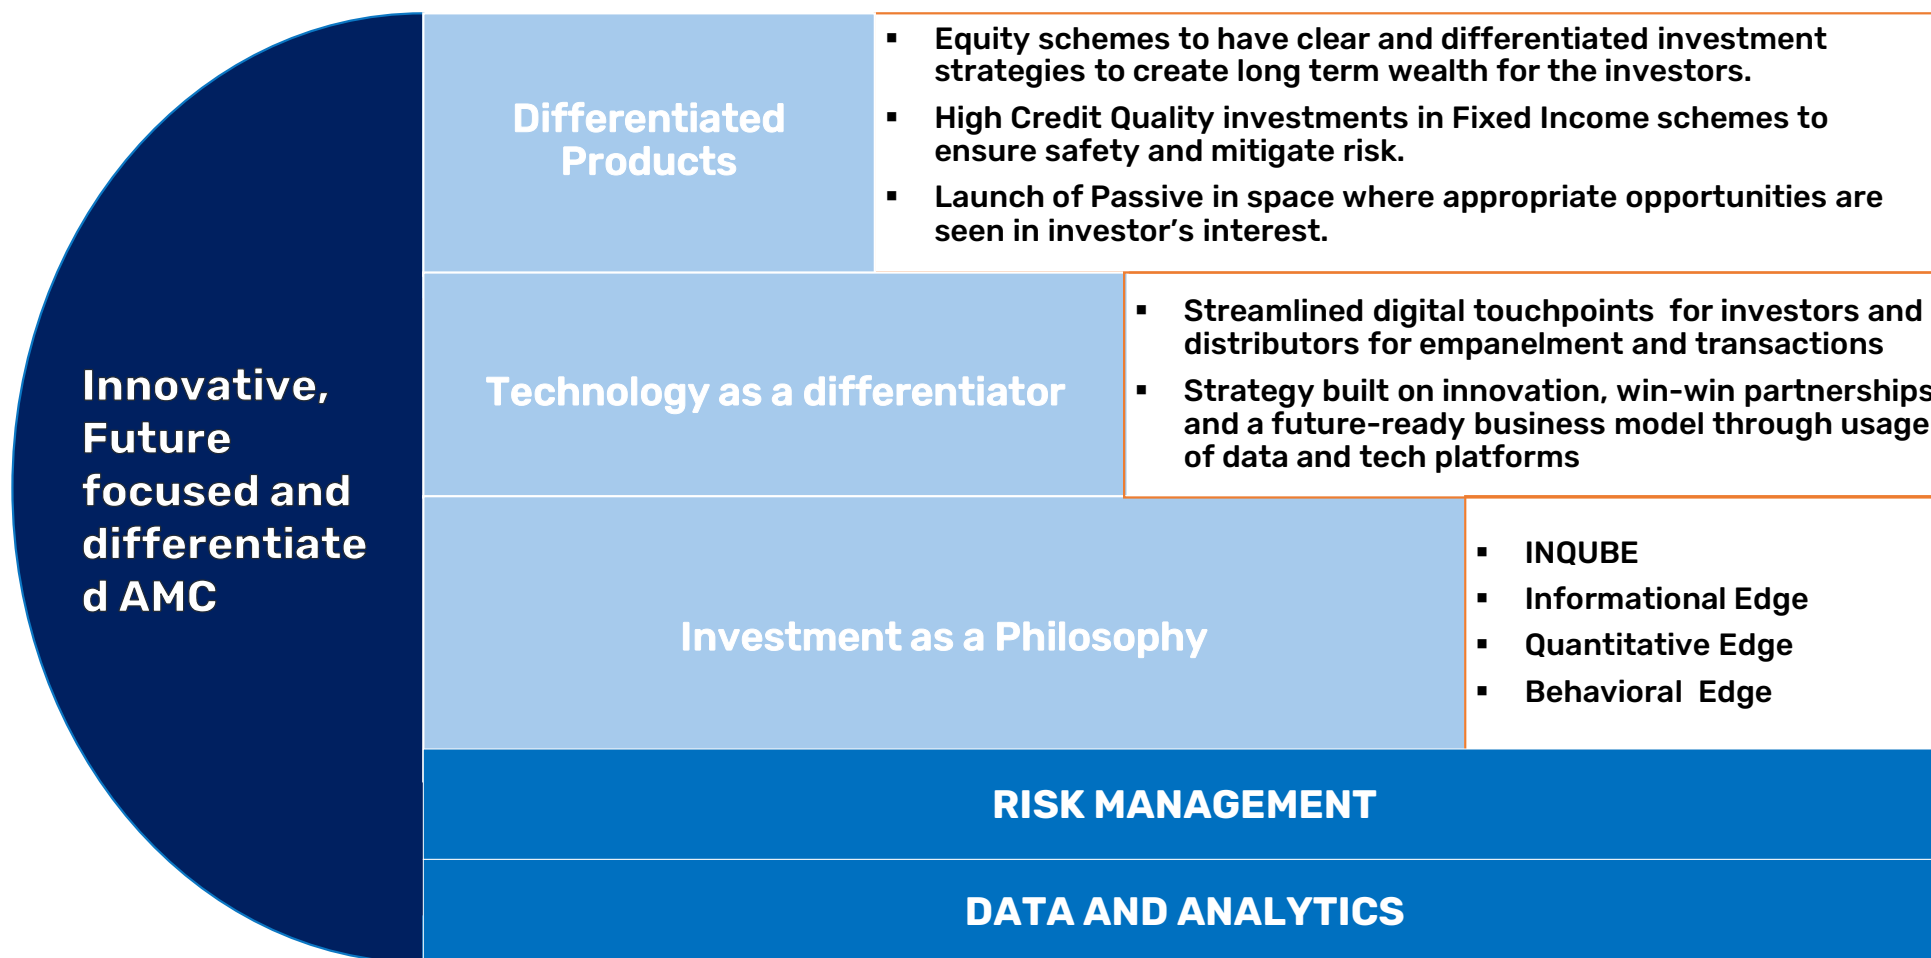 Innovative,
Future
focused and
differentiate
d AMC
Differentiated
Products
▪ Equity schemes to have clear and differentiated investment
strategies to create long term wealth for the investors.
▪ High Credit Quality investments in Fixed Income schemes to
ensure safety and mitigate risk.
▪ Launch of Passive in space where appropriate opportunities are
seen in investor’s interest.
Technology as a differentiator
▪ Streamlined digital touchpoints for investors and
distributors for empanelment and transactions
▪ Strategy built on innovation, win-win partnerships
and a future-ready business model through usage
of data and tech platforms
Investment as a Philosophy
▪ INQUBE
▪ Informational Edge
▪ Quantitative Edge
▪ Behavioral Edge
RISK MANAGEMENT
DATA AND ANALYTICS